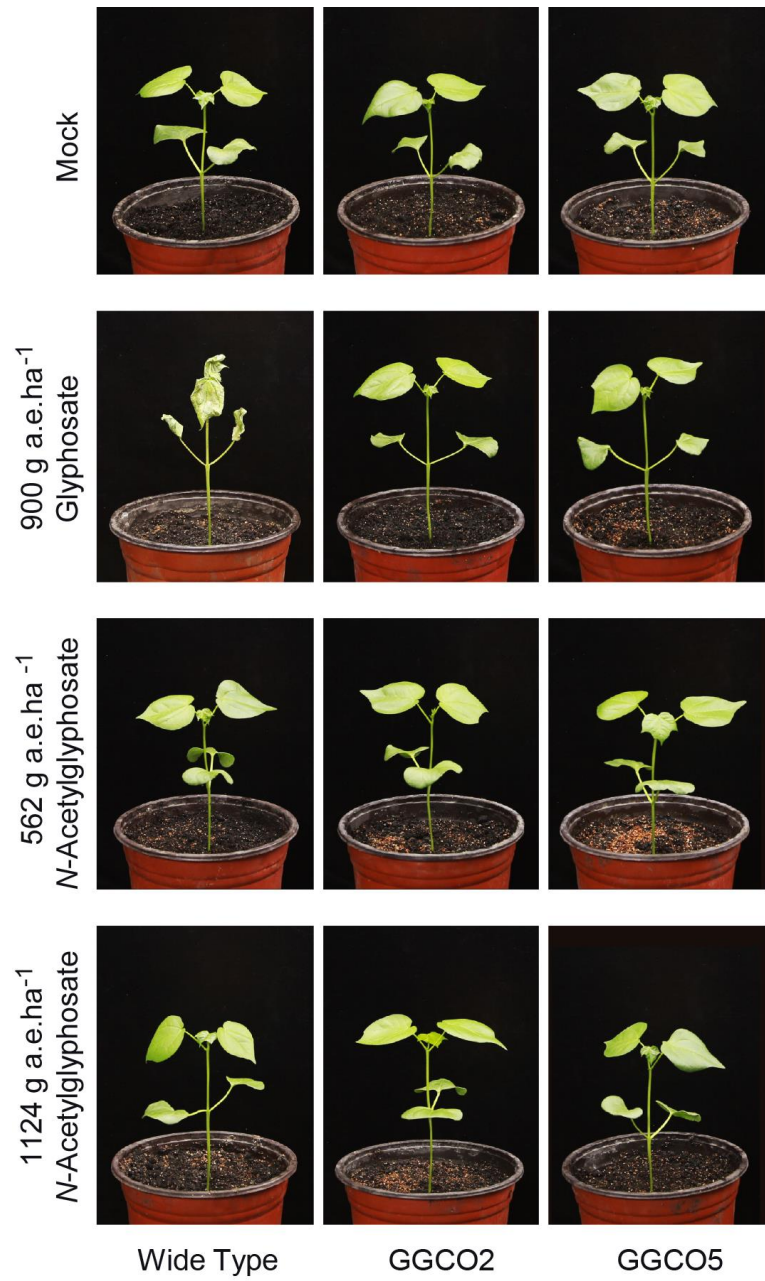 Mock
900 g a.e.ha⁻¹
Glyphosate
562 g a.e.ha⁻¹
N-Acetylglyphosate
1124 g a.e.ha⁻¹
N-Acetylglyphosate
Wide Type
GGCO2
GGCO5